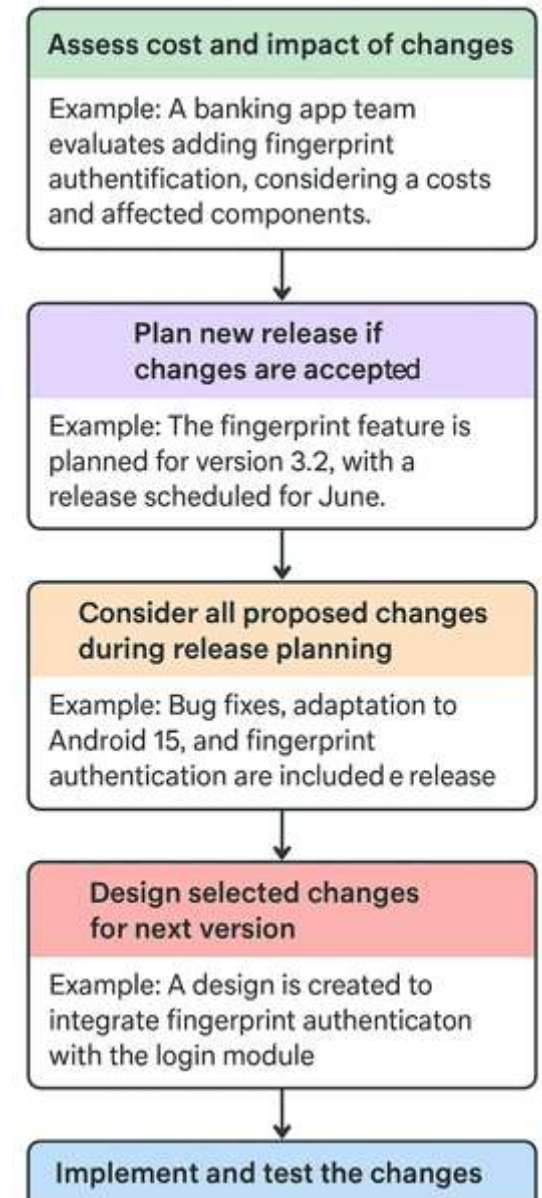 Assess cost and impact of changes
Example: A banking app team
evaluates adding fingerprint
authentification, considering a costs
and affected components.
Plan new release if
changes are accepted
Example: The fingerprint feature is
planned for version 3.2, with a
release scheduled for June.
Consider all proposed changes
during release planning
Example: Bug fixes, adaptation to
Android 15, and fingerprint
authentication are included e release
Design selected changes
for next version
Example: A design is created to
integrate fingerprint authenticaton
with the login module
Implement and test the changes